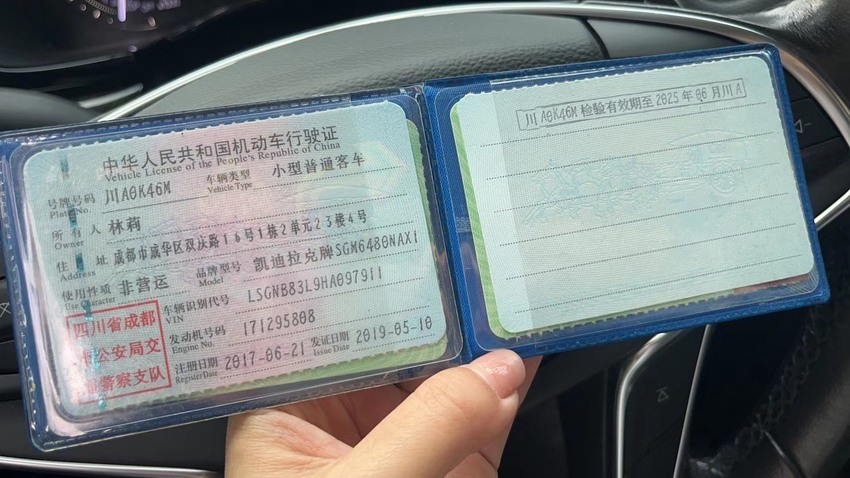 中华人民共和国机动车行驶证
Vehicle License of the People's Republic of China
号牌号码 川A0K46M 车辆类型 小型普通客车
Plate No. Vehicle Type
所有人 林莉
Owner
住址 成都市成华区双庆路16号1栋2单元23楼4号
Address
使用性质 非营运 品牌型号 凯迪拉克牌SGM6480NAX1
Use Character Model
车辆识别代号 LSGNB83L9HA097911
VIN
发动机号码 171295808
Engine No.
注册日期 2017-06-21 发证日期 2019-05-10
Register Date Issue Date
四川省成都
公安局交
警察支队
川A0K46M 检验有效期至 2025年06月川A